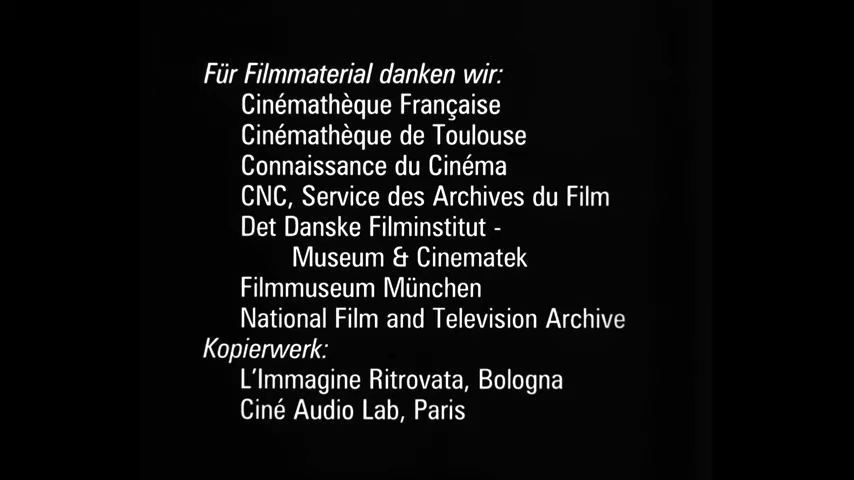 Für Filmmaterial danken wir:
Cinémathèque Française
Cinémathèque de Toulouse
Connaissance du Cinéma
CNC, Service des Archives du Film
Det Danske Filminstitut -
Museum & Cinematek
Filmmuseum München
National Film and Television Archive
Kopierwerk:
L'Immagine Ritrovata, Bologna
Ciné Audio Lab, Paris